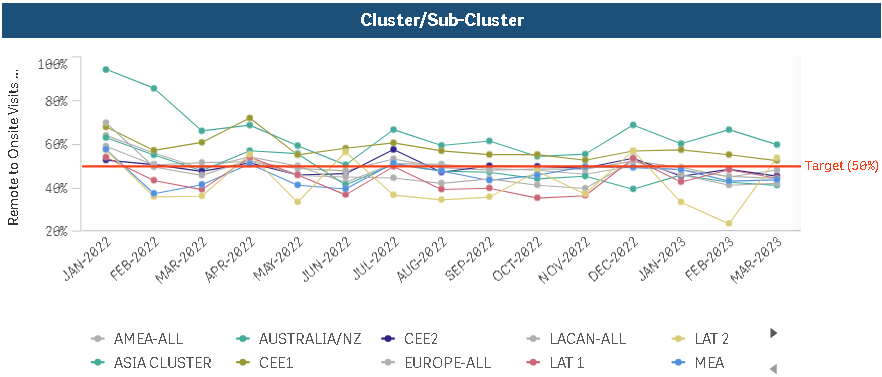 Cluster/Sub-Cluster
Remote to Onsite Visits ...
100%
80%
60%
40%
20%
Target (50%)
JAN-2022
FEB-2022
MAR-2022
APR-2022
MAY-2022
JUN-2022
JUL-2022
AUG-2022
SEP-2022
OCT-2022
NOV-2022
DEC-2022
JAN-2023
FEB-2023
MAR-2023
AMEA-ALL AUSTRALIA/NZ CEE2 LACAN-ALL LAT 2
ASIA CLUSTER CEE1 EUROPE-ALL LAT 1 MEA